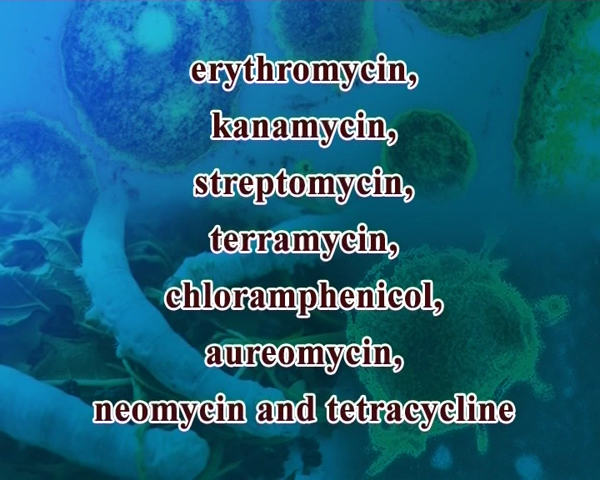 erythromycin,
kanamycin,
streptomycin,
terramycin,
chloramphenicol,
aureomycin,
neomycin and tetracycline